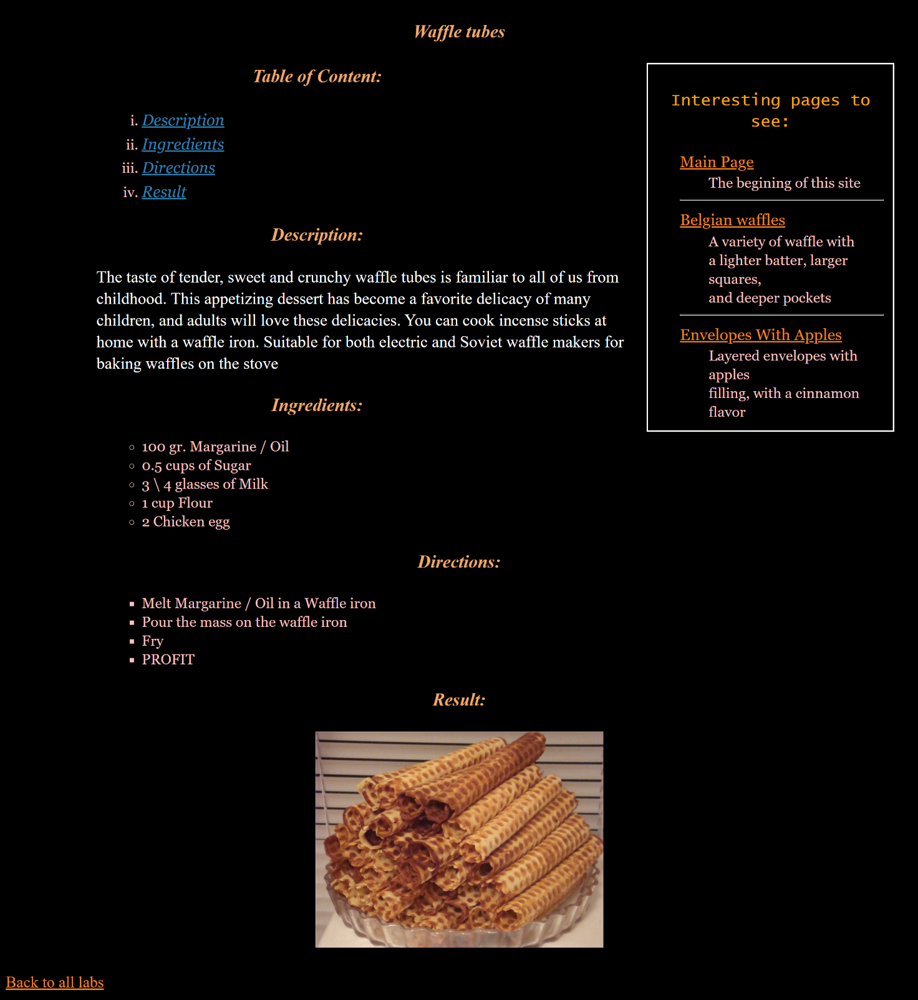 Waffle tubes
Table of Content:
i. Description
ii. Ingredients
iii. Directions
iv. Result
Description:
The taste of tender, sweet and crunchy waffle tubes is familiar to all of us from
childhood. This appetizing dessert has become a favorite delicacy of many
children, and adults will love these delicacies. You can cook incense sticks at
home with a waffle iron. Suitable for both electric and Soviet waffle makers for
baking waffles on the stove
Ingredients:
100 gr. Margarine / Oil
0.5 cups of Sugar
3 \ 4 glasses of Milk
1 cup Flour
2 Chicken egg
Interesting pages to
see:
Main Page
The begining of this site
Belgian waffles
A variety of waffle with
a lighter batter, larger
squares,
and deeper pockets
Envelopes With Apples
Layered envelopes with
apples
filling, with a cinnamon
flavor
Directions:
Melt Margarine / Oil in a Waffle iron
Pour the mass on the waffle iron
Fry
PROFIT
Result:
Back to all labs